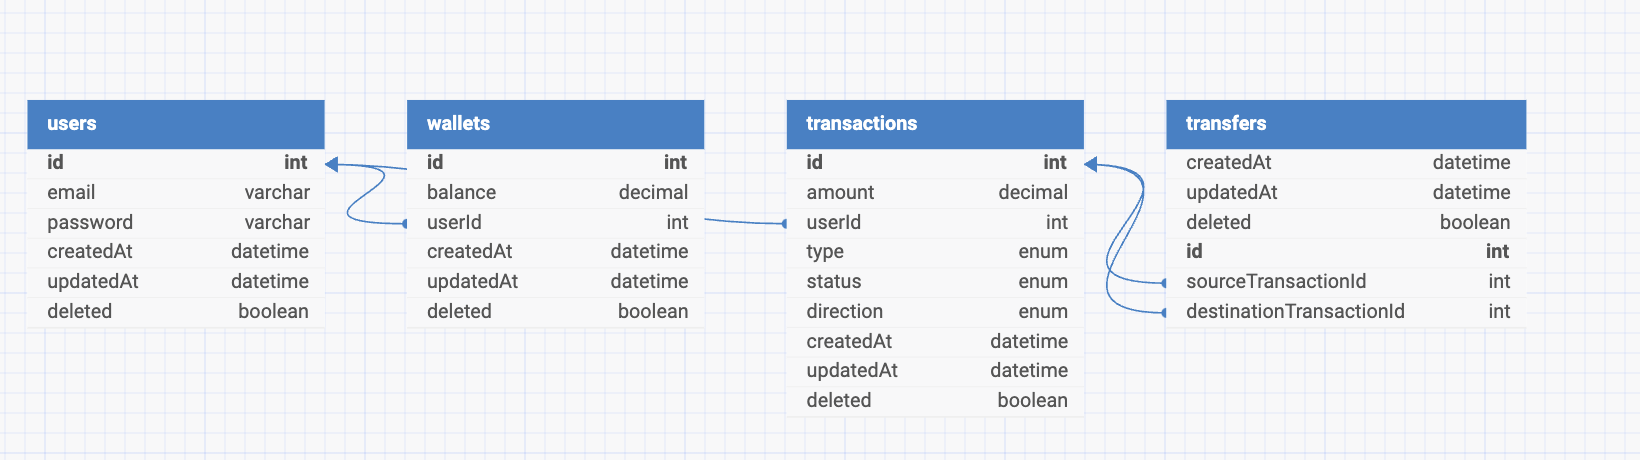 users
id int
email varchar
password varchar
createdAt datetime
updatedAt datetime
deleted boolean
wallets
id int
balance decimal
userId int
createdAt datetime
updatedAt datetime
deleted boolean
transactions
id int
amount decimal
userId int
type enum
status enum
direction enum
createdAt datetime
updatedAt datetime
deleted boolean
transfers
createdAt datetime
updatedAt datetime
deleted boolean
id int
sourceTransactionId int
destinationTransactionId int